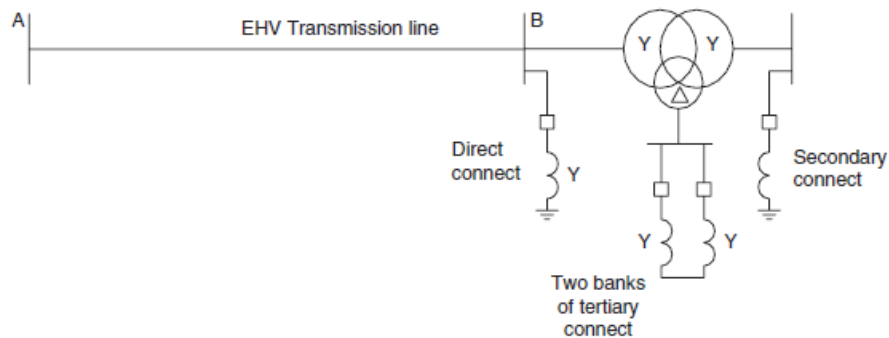 A
EHV Transmission line
B
Y
Y
Δ
Direct
connect
Y
Secondary
connect
Y
Y
Two banks
of tertiary
connect